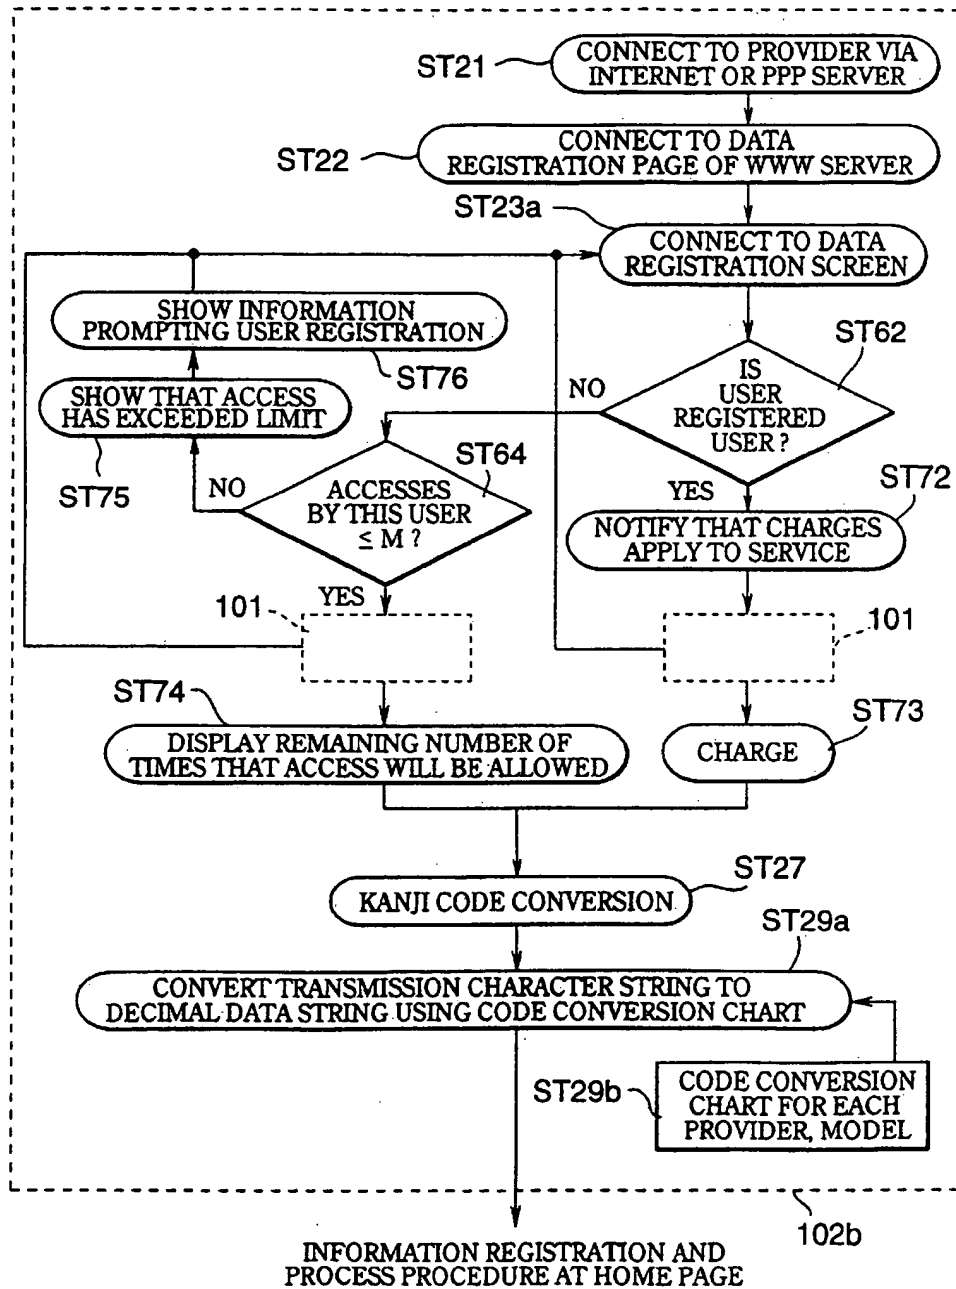 ST21
CONNECT TO PROVIDER VIA
INTERNET OR PPP SERVER
ST22
CONNECT TO DATA
REGISTRATION PAGE OF WWW SERVER
ST23a
CONNECT TO DATA
REGISTRATION SCREEN
SHOW INFORMATION
PROMPTING USER REGISTRATION
ST76
ST62
IS
USER
REGISTERED
USER ?
NO
YES
SHOW THAT ACCESS
HAS EXCEEDED LIMIT
ST75
NO
ST64
ACCESSES
BY THIS USER
≤ M ?
YES
ST72
NOTIFY THAT CHARGES
APPLY TO SERVICE
101
101
ST74
DISPLAY REMAINING NUMBER OF
TIMES THAT ACCESS WILL BE ALLOWED
ST73
CHARGE
ST27
KANJI CODE CONVERSION
ST29a
CONVERT TRANSMISSION CHARACTER STRING TO
DECIMAL DATA STRING USING CODE CONVERSION CHART
ST29b
CODE CONVERSION
CHART FOR EACH
PROVIDER, MODEL
102b
INFORMATION REGISTRATION AND
PROCESS PROCEDURE AT HOME PAGE